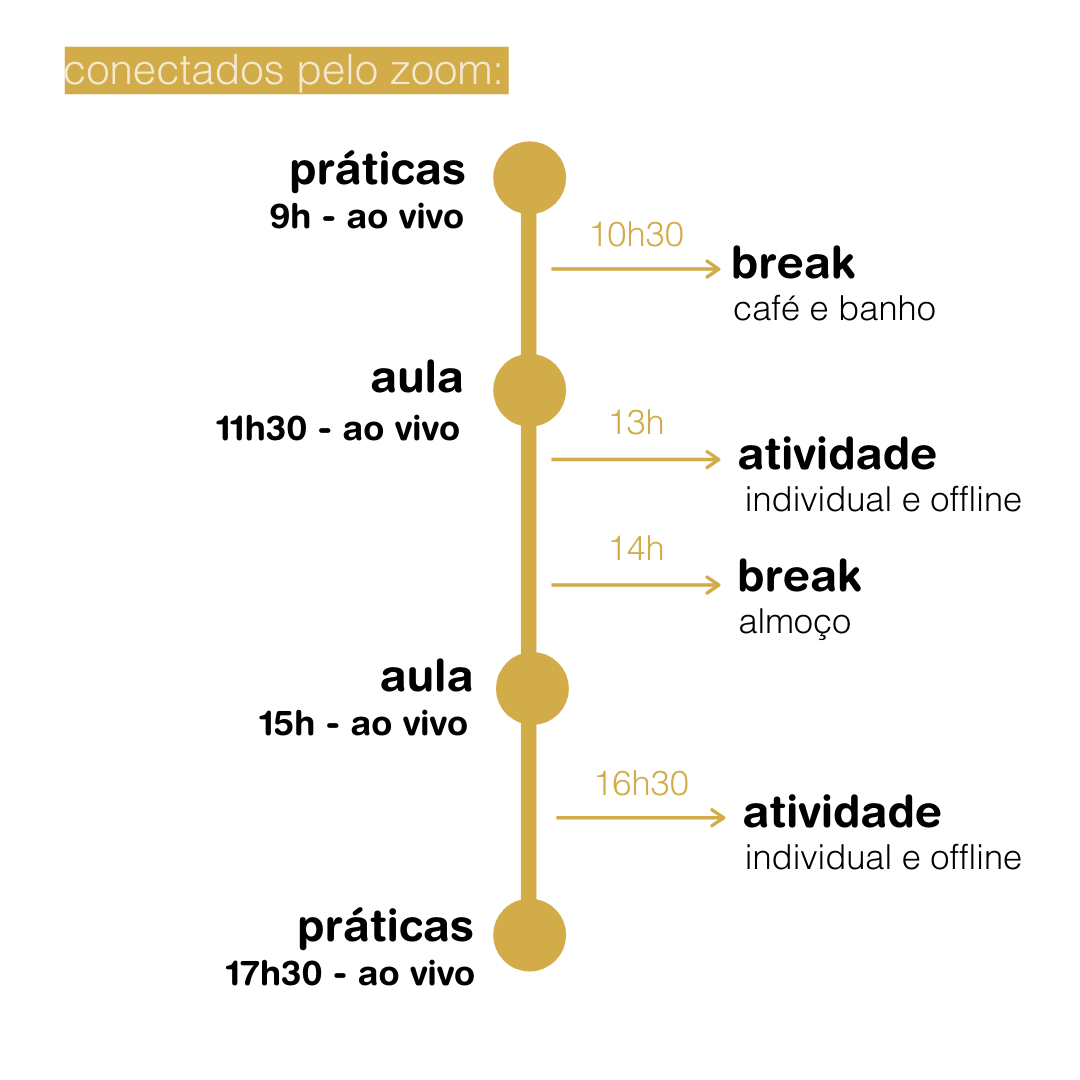 conectados pelo zoom:
práticas
9h - ao vivo
10h30
break
café e banho
aula
11h30 - ao vivo
13h
atividade
individual e offline
14h
break
almoço
aula
15h - ao vivo
16h30
atividade
individual e offline
práticas
17h30 - ao vivo